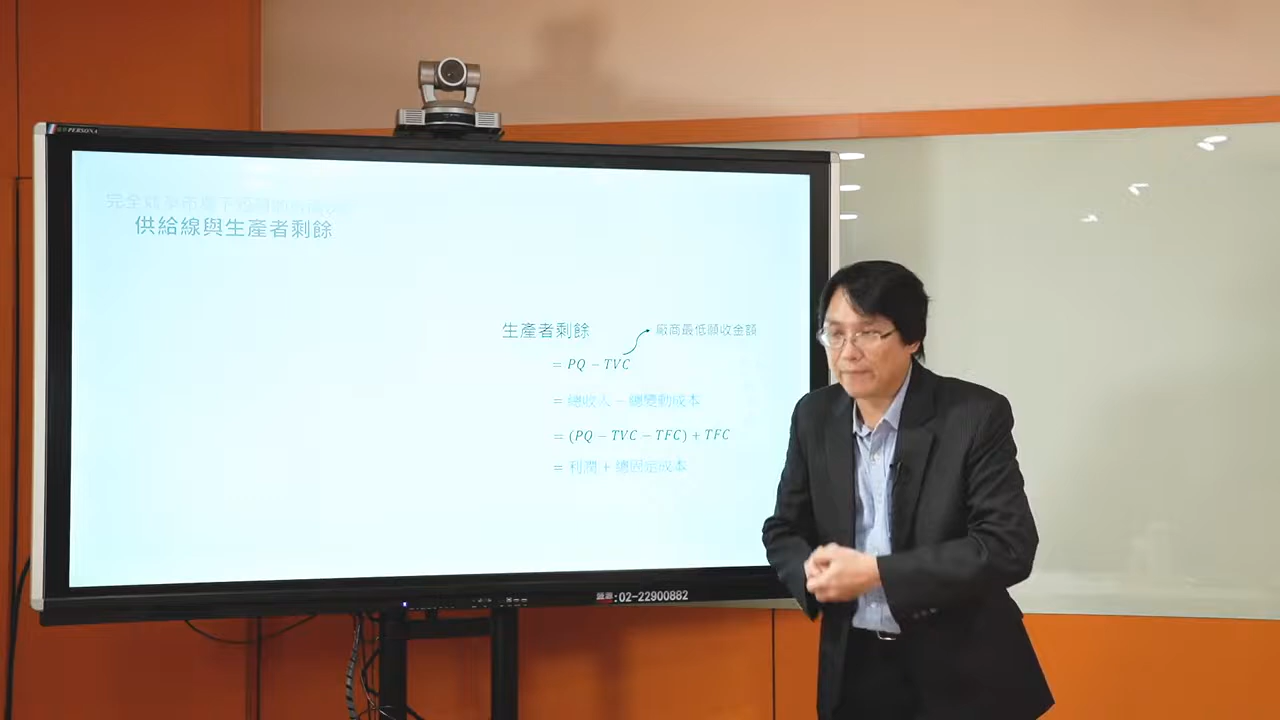 PERSONA
供給線與生產者剩餘
生產者剩餘
廠商最低願收金額
= PQ − TVC
= 總收入 − 總變動成本
= (PQ − TVC − TFC) + TFC
= 利潤 + 總固定成本
:02-22900882